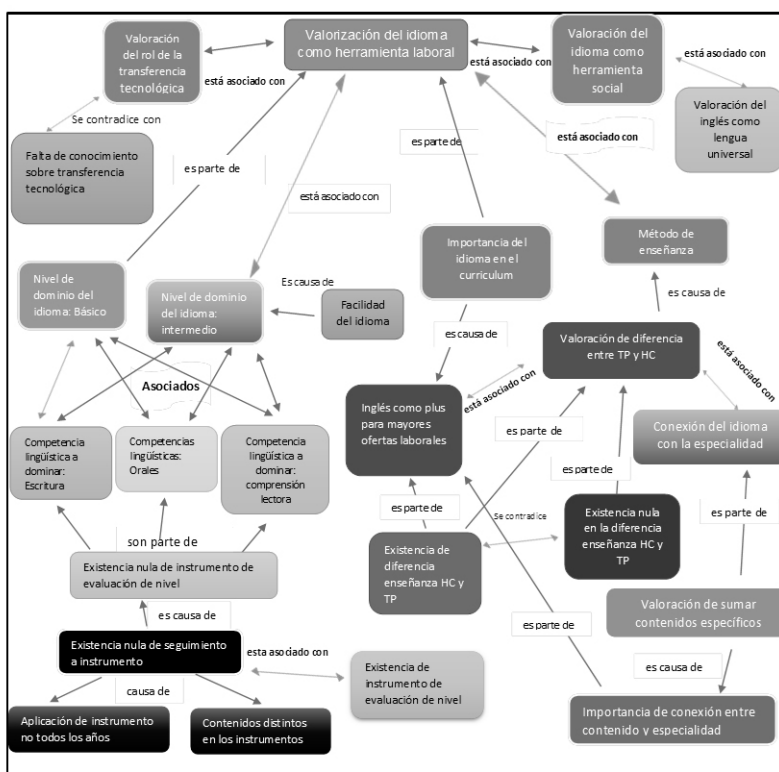 Valoración
del rol de la
transferencia
tecnológica
Valorización del idioma
como herramienta laboral
Valoración del
idioma como
herramienta
social
está asociado con
está asociado con
está asociado con
Valoración del
inglés como
lengua
universal
Se contradice con
Falta de conocimiento
sobre transferencia
tecnológica
es parte de
está asociado con
es parte de
está asociado con
Nivel de
dominio del
idioma: Básico
Nivel de dominio
del idioma:
intermedio
Es causa de
Facilidad
del idioma
Importancia del
idioma en el
curriculum
Método de
enseñanza
es causa de
es causa de
Valoración de diferencia
entre TP y HC
está asociado con
está asociado con
Asociados
Inglés como plus
para mayores
ofertas laborales
Conexión del idioma
con la especialidad
Competencia
lingüística a
dominar:
Escritura
Competencias
lingüísticas:
Orales
Competencia
lingüística a
dominar:
comprensión
lectora
es parte de
es parte de
es parte de
Se contradice
es parte de
Existencia de
diferencia
enseñanza HC y
TP
Existencia nula
en la diferencia
enseñanza HC y
TP
son parte de
Existencia nula de instrumento de
evaluación de nivel
es causa de
Valoración de sumar
contenidos específicos
es parte de
Existencia nula de seguimiento
a instrumento
esta asociado con
Existencia de
instrumento de
evaluación de nivel
es causa de
causa de
Aplicación de instrumento
no todos los años
Contenidos distintos
en los instrumentos
Importancia de conexión entre
contenido y especialidad